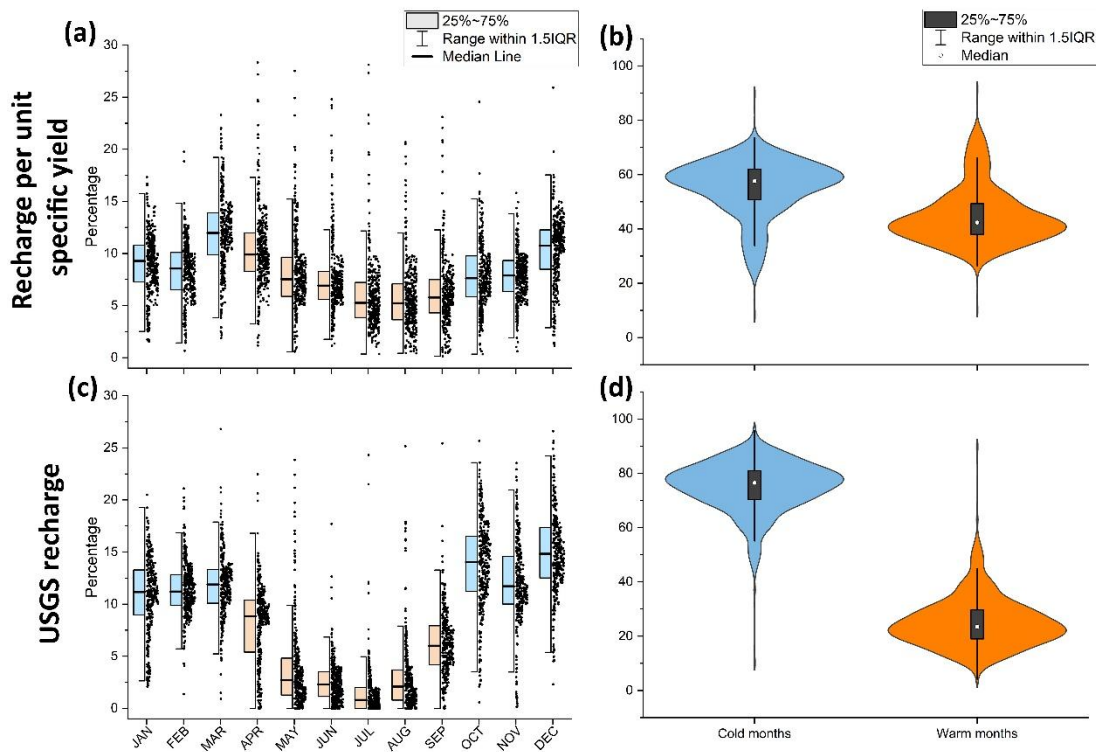 (a)
25%~75%
Range within 1.5IQR
Median Line
30
25
20
15
10
5
0
Percentage
Recharge per unit
specific yield
(b)
25%~75%
Range within 1.5IQR
Median
100
80
60
40
20
0
(c)
30
25
20
15
10
5
0
Percentage
USGS recharge
JAN
FEB
MAR
APR
MAY
JUN
JUL
AUG
SEP
OCT
NOV
DEC
(d)
100
80
60
40
20
0
Cold months
Warm months